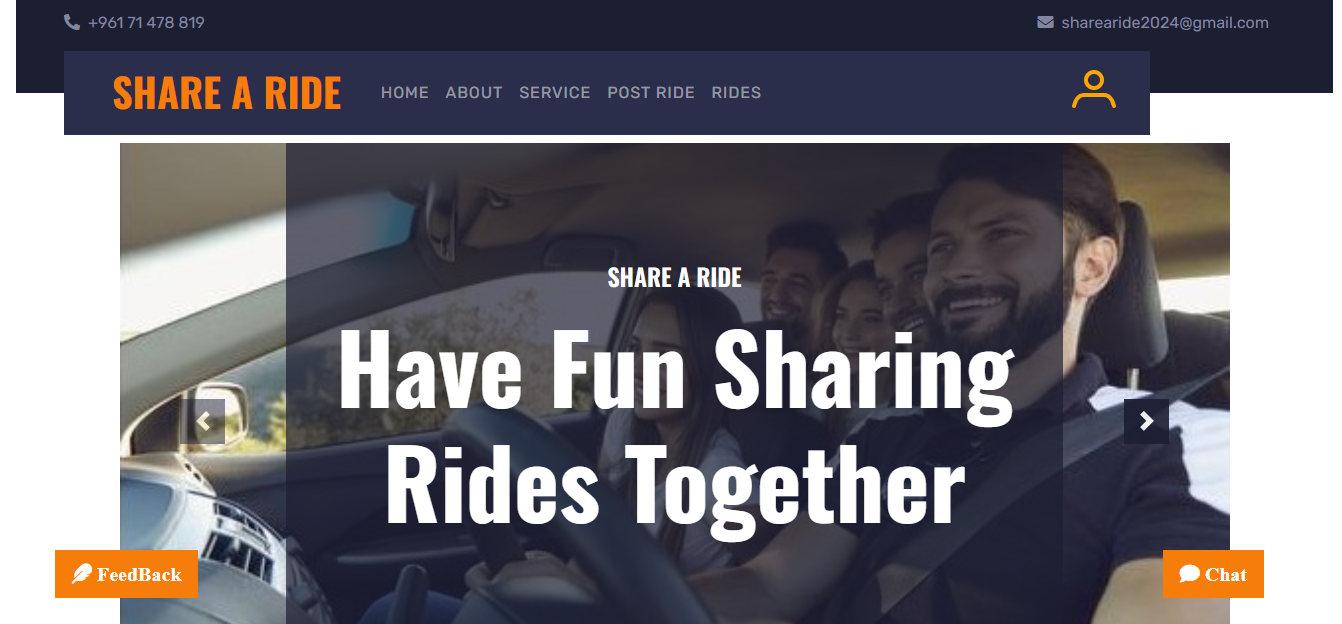 +961 71 478 819
sharearide2024@gmail.com
SHARE A RIDE
HOME ABOUT SERVICE POST RIDE RIDES
SHARE A RIDE
Have Fun Sharing
Rides Together
FeedBack
Chat